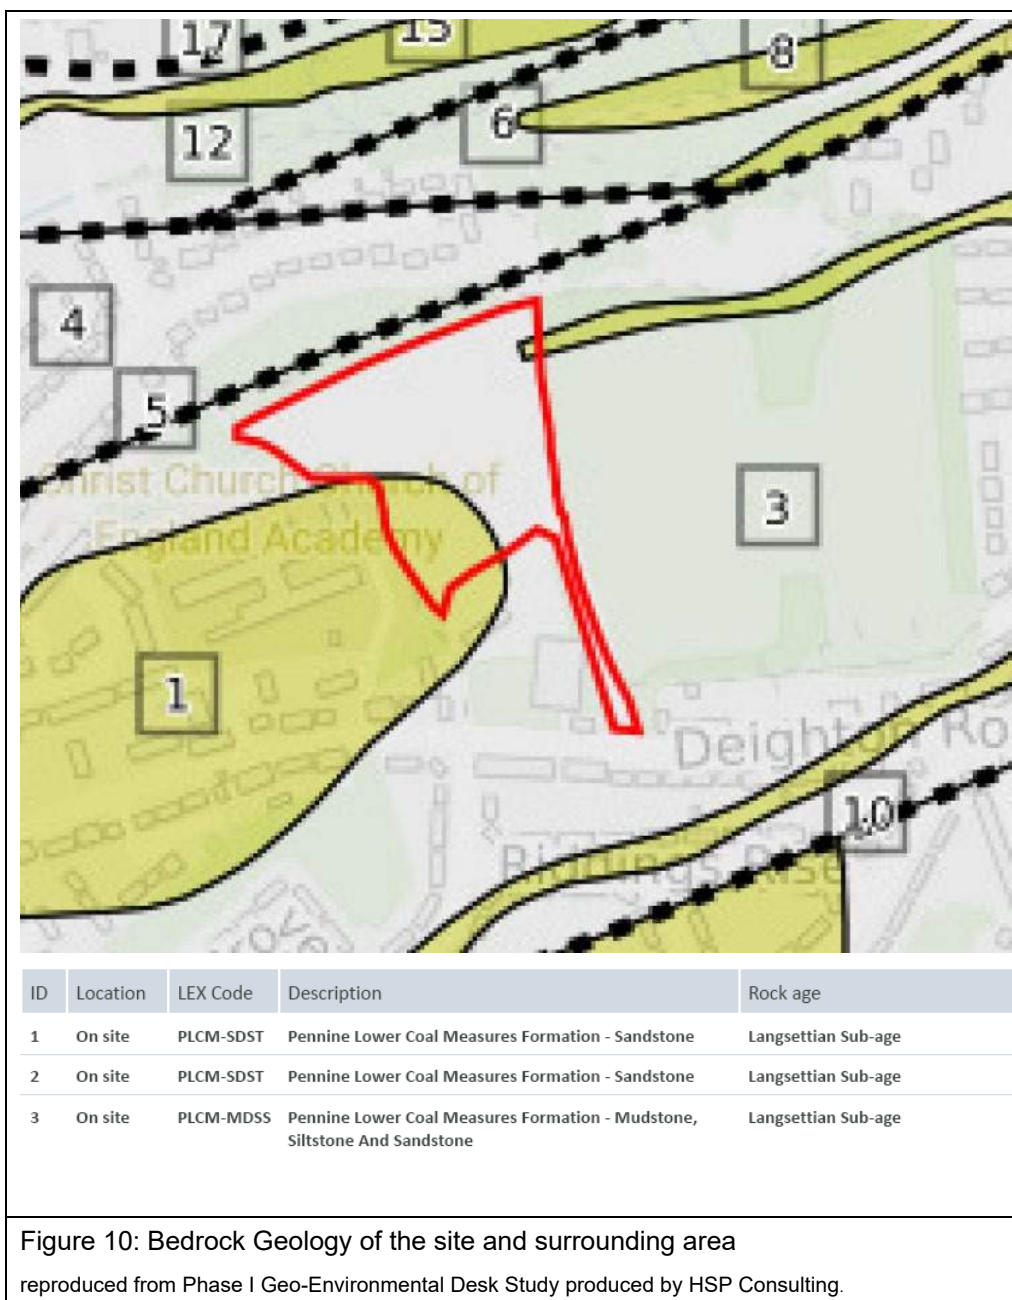 17
15
8
6
12
4
5
Christ Church Church of
England Academy
3
1
Deighton Ro
10
Riddings Rise
ID Location LEX Code Description Rock age
1 On site PLCM-SDST Pennine Lower Coal Measures Formation - Sandstone Langsettian Sub-age
2 On site PLCM-SDST Pennine Lower Coal Measures Formation - Sandstone Langsettian Sub-age
3 On site PLCM-MDSS Pennine Lower Coal Measures Formation - Mudstone, Langsettian Sub-age
Siltstone And Sandstone
Figure 10: Bedrock Geology of the site and surrounding area
reproduced from Phase I Geo-Environmental Desk Study produced by HSP Consulting.